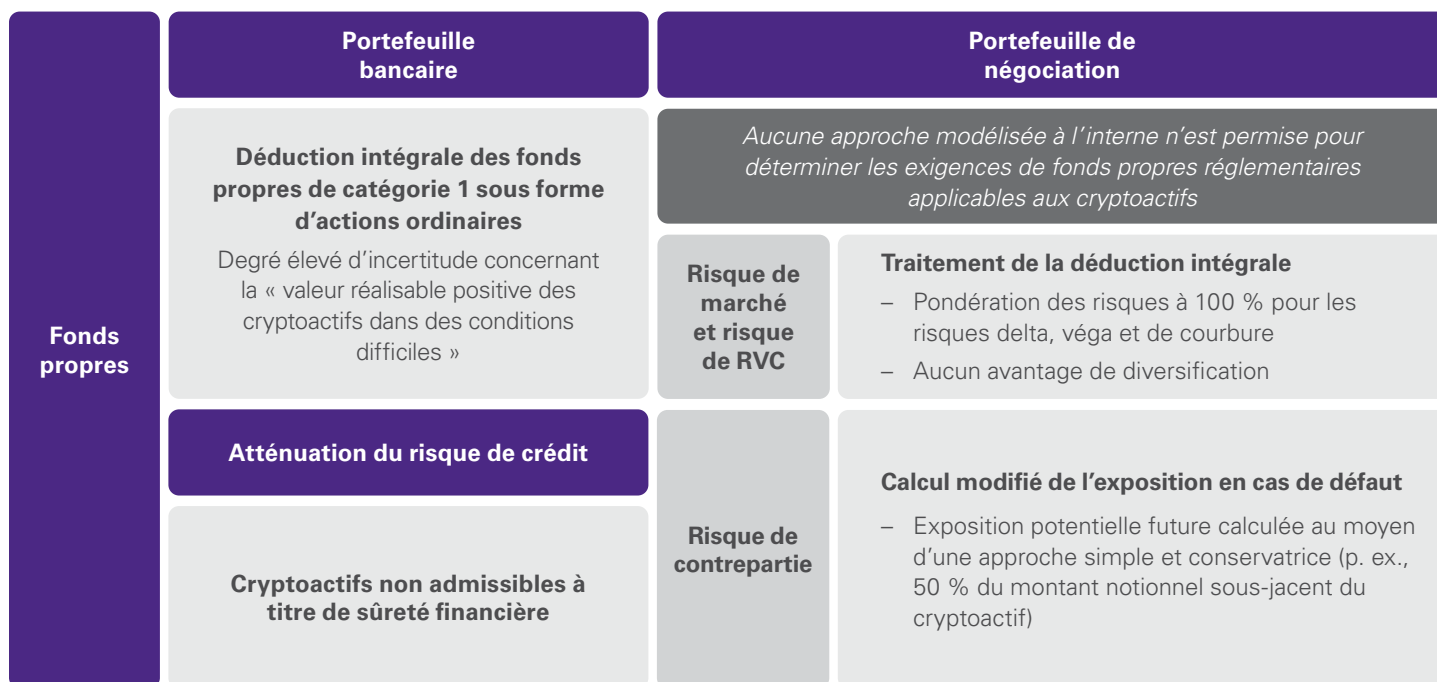 Fonds
propres
Portefeuille
bancaire
Déduction intégrale des fonds
propres de catégorie 1 sous forme
d’actions ordinaires
Degré élevé d’incertitude concernant
la « valeur réalisable positive des
cryptoactifs dans des conditions
difficiles »
Atténuation du risque de crédit
Cryptoactifs non admissibles à
titre de sûreté financière
Portefeuille de
négociation
Aucune approche modélisée à l’interne n’est permise pour
déterminer les exigences de fonds propres réglementaires
applicables aux cryptoactifs
Risque de
marché
et risque
de RVC
Traitement de la déduction intégrale
– Pondération des risques à 100 % pour les
risques delta, véga et de courbure
– Aucun avantage de diversification
Risque de
contrepartie
Calcul modifié de l’exposition en cas de défaut
– Exposition potentielle future calculée au moyen
d’une approche simple et conservatrice (p. ex.,
50 % du montant notionnel sous-jacent du
cryptoactif)